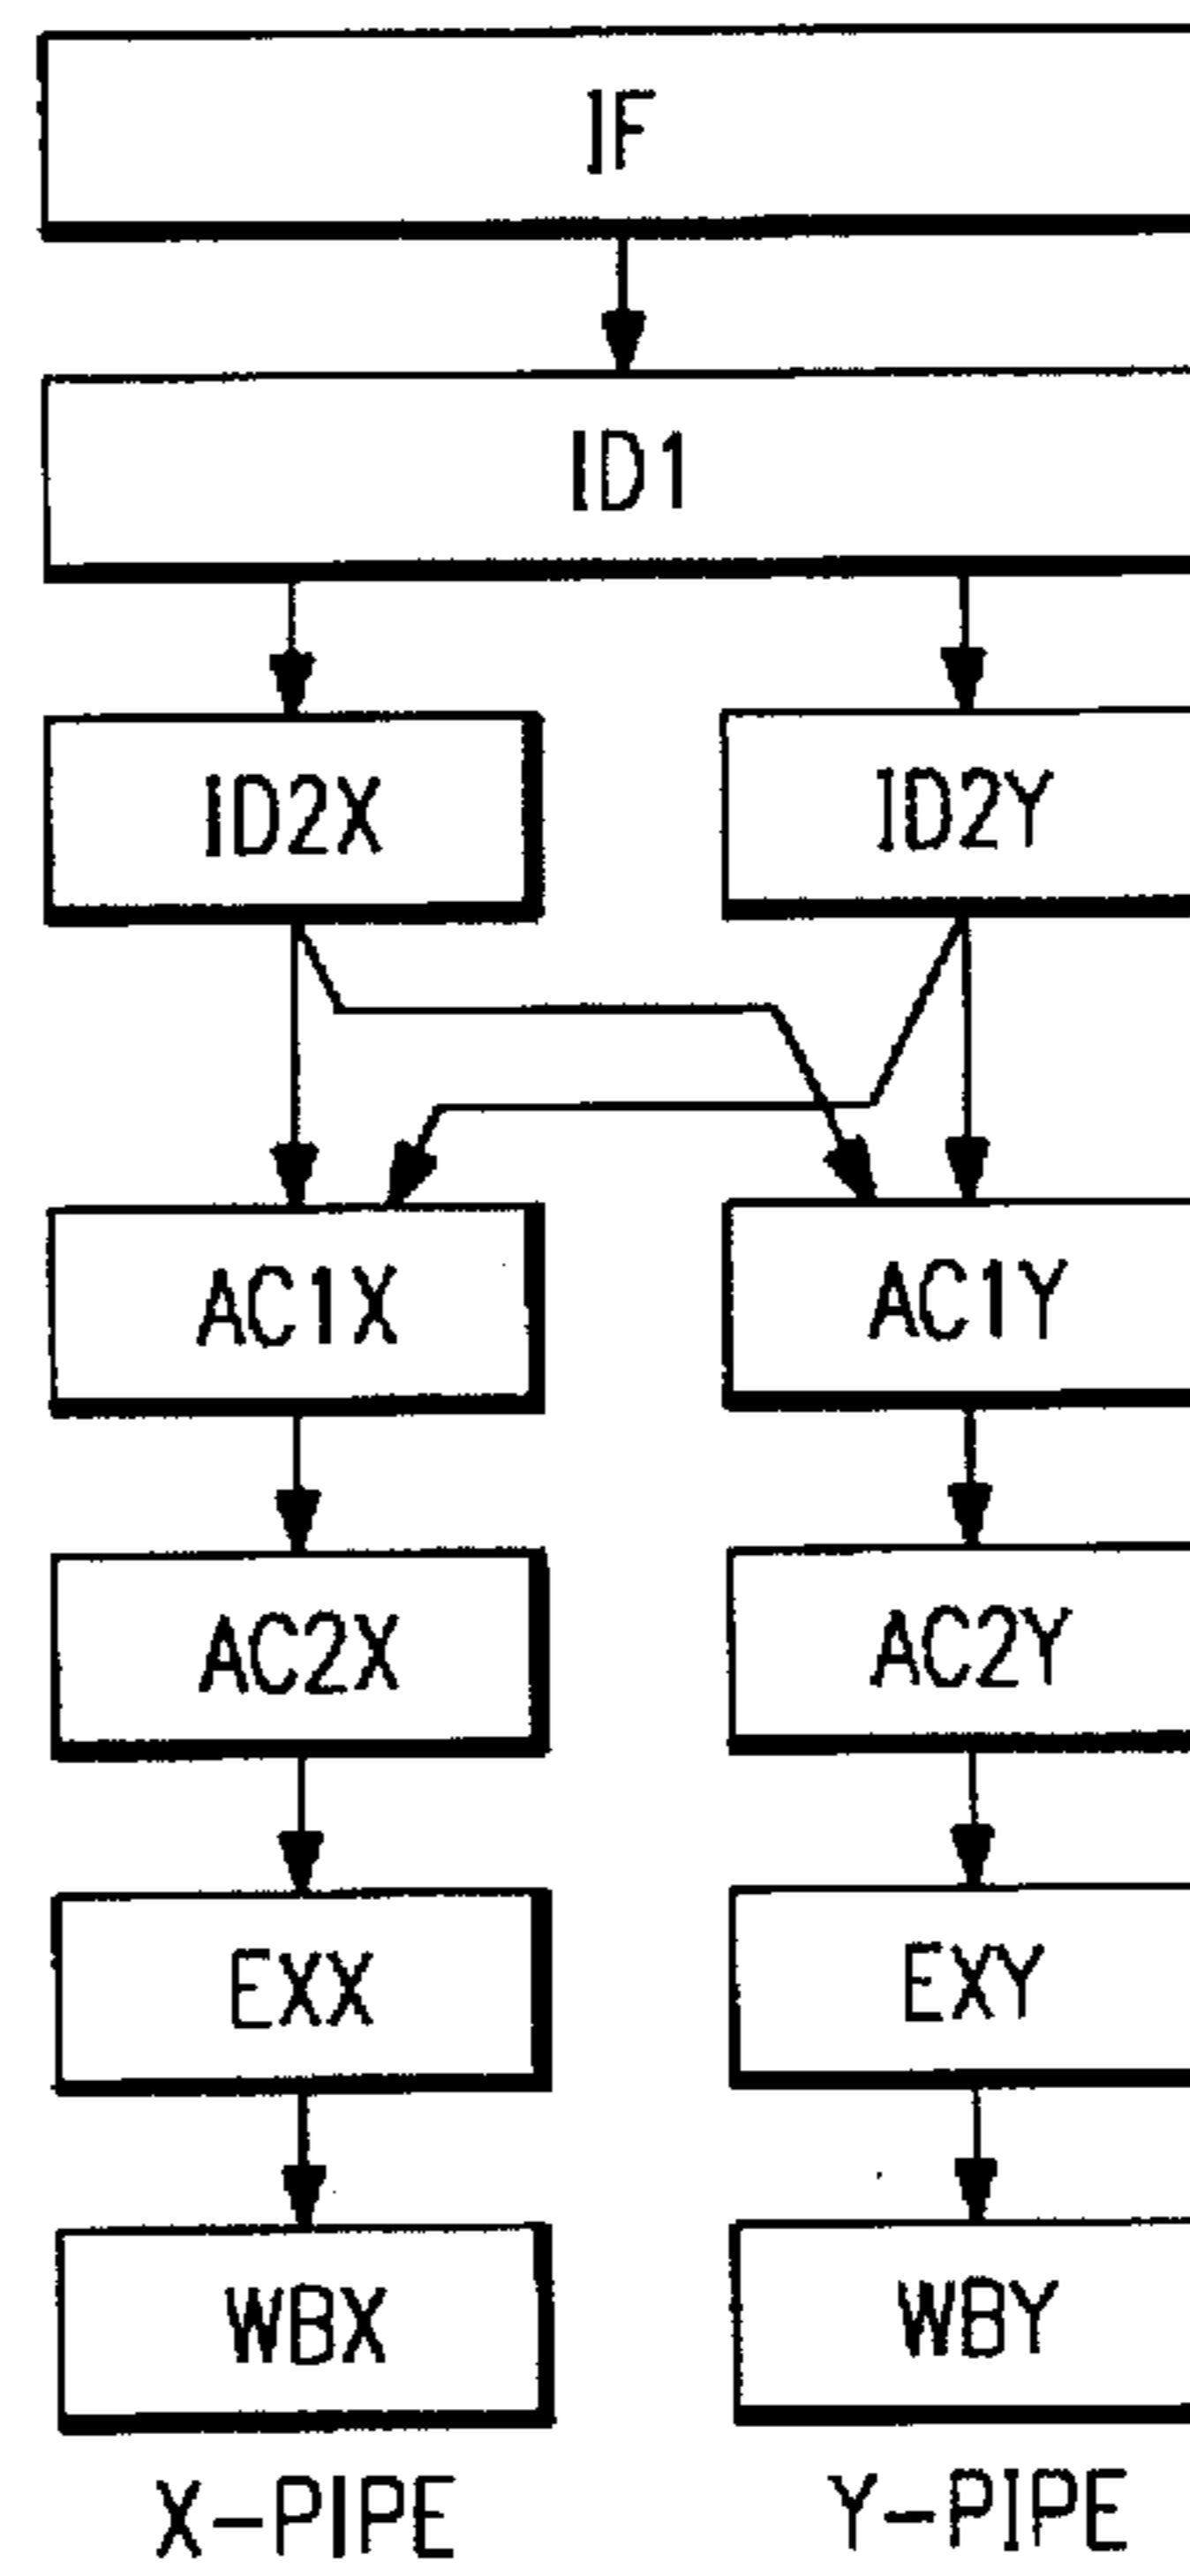 IF
ID1
ID2X ID2Y
AC1X AC1Y
AC2X AC2Y
EXX EXY
WBX WBY
X-PIPE Y-PIPE